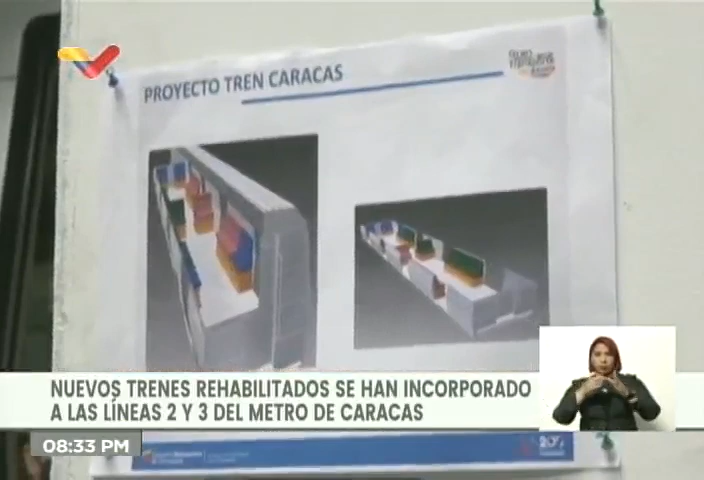 PROYECTO TREN CARACAS
NUEVOS TRENES REHABILITADOS SE HAN INCORPORADO
A LAS LÍNEAS 2 Y 3 DEL METRO DE CARACAS
08:33 PM